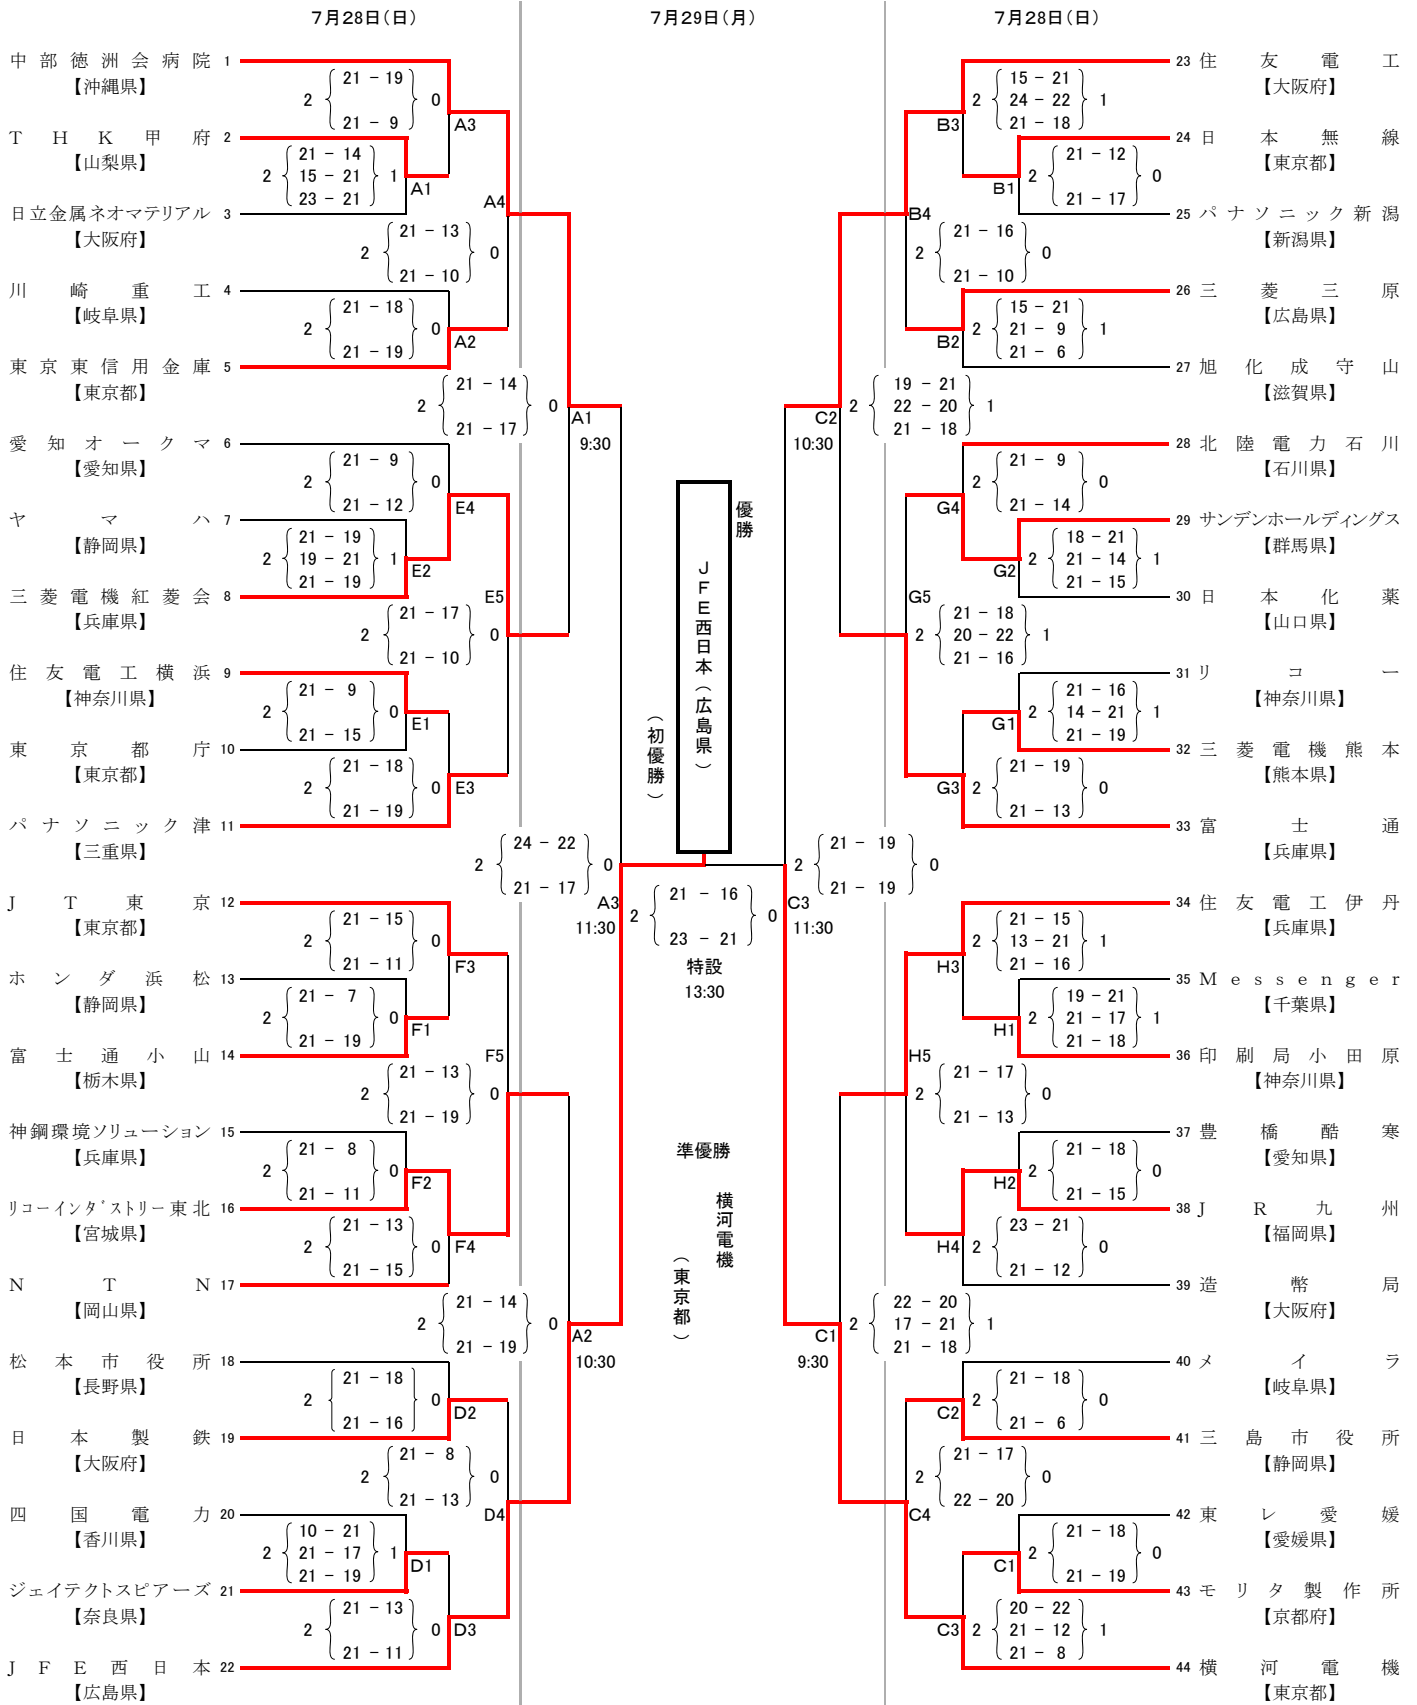 7月28日(日)
7月29日(月)
7月28日(日)
中部徳洲会病院 1
【沖縄県】
2 21 － 19 0
21 － 9
A3
THK甲府 2
【山梨県】
2 21 － 14 1
15 － 21
23 － 21
A1
A4
日立金属ネオマテリアル 3
【大阪府】
2 21 － 13 0
21 － 10
川崎重工 4
【岐阜県】
2 21 － 18 0
21 － 19
A2
東京東信用金庫 5
【東京都】
2 21 － 14 0
21 － 17
A1
9:30
愛知オークマ 6
【愛知県】
2 21 － 9 0
21 － 12
E4
ヤマハ 7
【静岡県】
2 21 － 19 1
19 － 21
21 － 19
E2
三菱電機紅菱会 8
【兵庫県】
E5
2 21 － 17 0
21 － 10
住友電工横浜 9
【神奈川県】
2 21 － 9 0
21 － 15
E1
東京都庁 10
【東京都】
2 21 － 18 0
21 － 19
E3
パナソニック津 11
【三重県】
2 24 － 22 0
21 － 17
A3
11:30
JT東京 12
【東京都】
2 21 － 15 0
21 － 11
F3
ホンダ浜松 13
【静岡県】
2 21 － 7 0
21 － 19
F1
富士通小山 14
【栃木県】
F5
2 21 － 13 0
21 － 19
神鋼環境ソリューション 15
【兵庫県】
2 21 － 8 0
21 － 11
F2
リコーインダストリー東北 16
【宮城県】
2 21 － 13 0
21 － 15
F4
NTN 17
【岡山県】
2 21 － 14 0
21 － 19
A2
10:30
松本市役所 18
【長野県】
2 21 － 18 0
21 － 16
D2
日本製鉄 19
【大阪府】
2 21 － 8 0
21 － 13
D4
四国電力 20
【香川県】
2 10 － 21 1
21 － 17
21 － 19
D1
ジェイテクトスピアーズ 21
【奈良県】
2 21 － 13 0
21 － 11
D3
JFE西日本 22
【広島県】
優勝
JFE西日本(広島県)
(初優勝)
2 21 － 16 0
23 － 21
特設
13:30
準優勝
横河電機
(東京都)
23 住友電工
【大阪府】
2 15 － 21 1
24 － 22
21 － 18
B3
24 日本無線
【東京都】
2 21 － 12 0
21 － 17
B1
25 パナソニック新潟
【新潟県】
B4
2 21 － 16 0
21 － 10
26 三菱三原
【広島県】
2 15 － 21 1
21 － 9
21 － 6
B2
27 旭化成守山
【滋賀県】
2 19 － 21 1
22 － 20
21 － 18
C2
10:30
28 北陸電力石川
【石川県】
2 21 － 9 0
21 － 14
G4
29 サンデンホールディングス
【群馬県】
2 18 － 21 1
21 － 14
21 － 15
G2
30 日本化薬
【山口県】
G5
2 21 － 18 1
20 － 22
21 － 16
31 リコー
【神奈川県】
2 21 － 16 1
14 － 21
21 － 19
G1
32 三菱電機熊本
【熊本県】
2 21 － 19 0
21 － 13
G3
33 富士通
【兵庫県】
2 21 － 19 0
21 － 19
C3
11:30
34 住友電工伊丹
【兵庫県】
2 21 － 15 1
13 － 21
21 － 16
H3
35 Messenger
【千葉県】
2 19 － 21 1
21 － 17
21 － 18
H1
36 印刷局小田原
【神奈川県】
H5
2 21 － 17 0
21 － 13
37 豊橋酷寒
【愛知県】
2 21 － 18 0
21 － 15
H2
38 JR九州
【福岡県】
2 23 － 21 0
21 － 12
H4
39 造幣局
【大阪府】
2 22 － 20 1
17 － 21
21 － 18
C1
9:30
40 メイラ
【岐阜県】
2 21 － 18 0
21 － 6
C2
41 三島市役所
【静岡県】
2 21 － 17 0
22 － 20
C4
42 東レ愛媛
【愛媛県】
2 21 － 18 0
21 － 19
C1
43 モリタ製作所
【京都府】
2 20 － 22 1
21 － 12
21 － 8
C3
44 横河電機
【東京都】